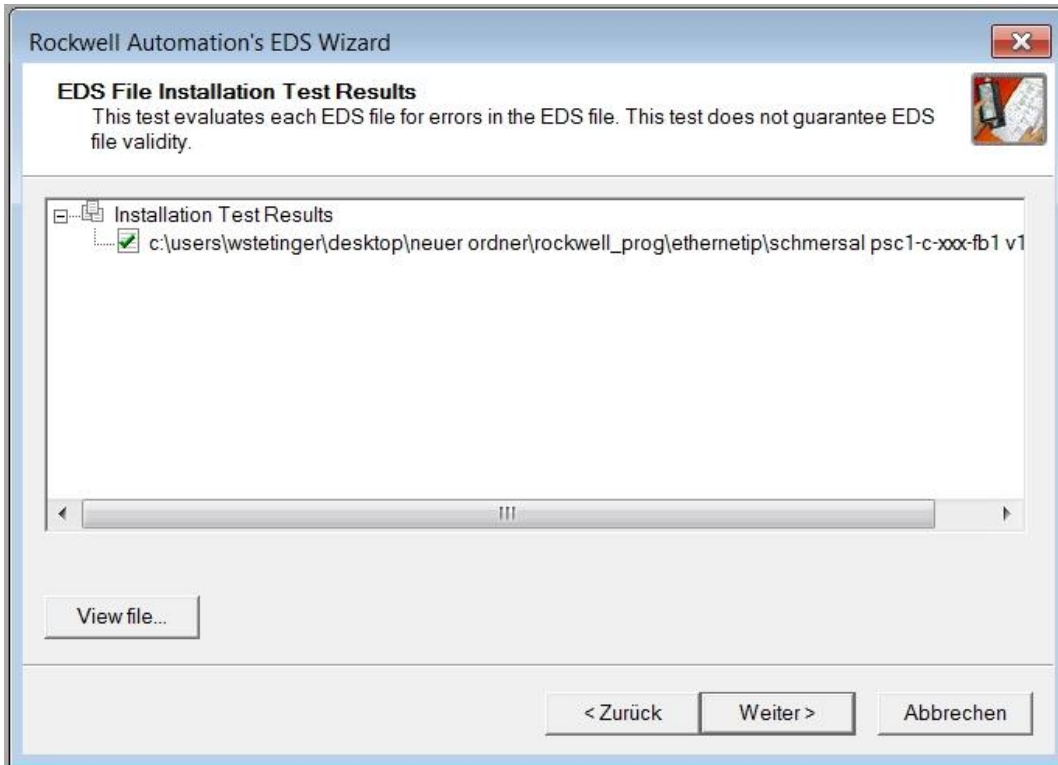 Rockwell Automation's EDS Wizard
EDS File Installation Test Results
This test evaluates each EDS file for errors in the EDS file. This test does not guarantee EDS
file validity.
Installation Test Results
c:\users\wstetinger\desktop\neuer ordner\rockwell_prog\ethernetip\schmersal psc1-c-xxx-fb1 v1
View file...
< Zurück
Weiter >
Abbrechen